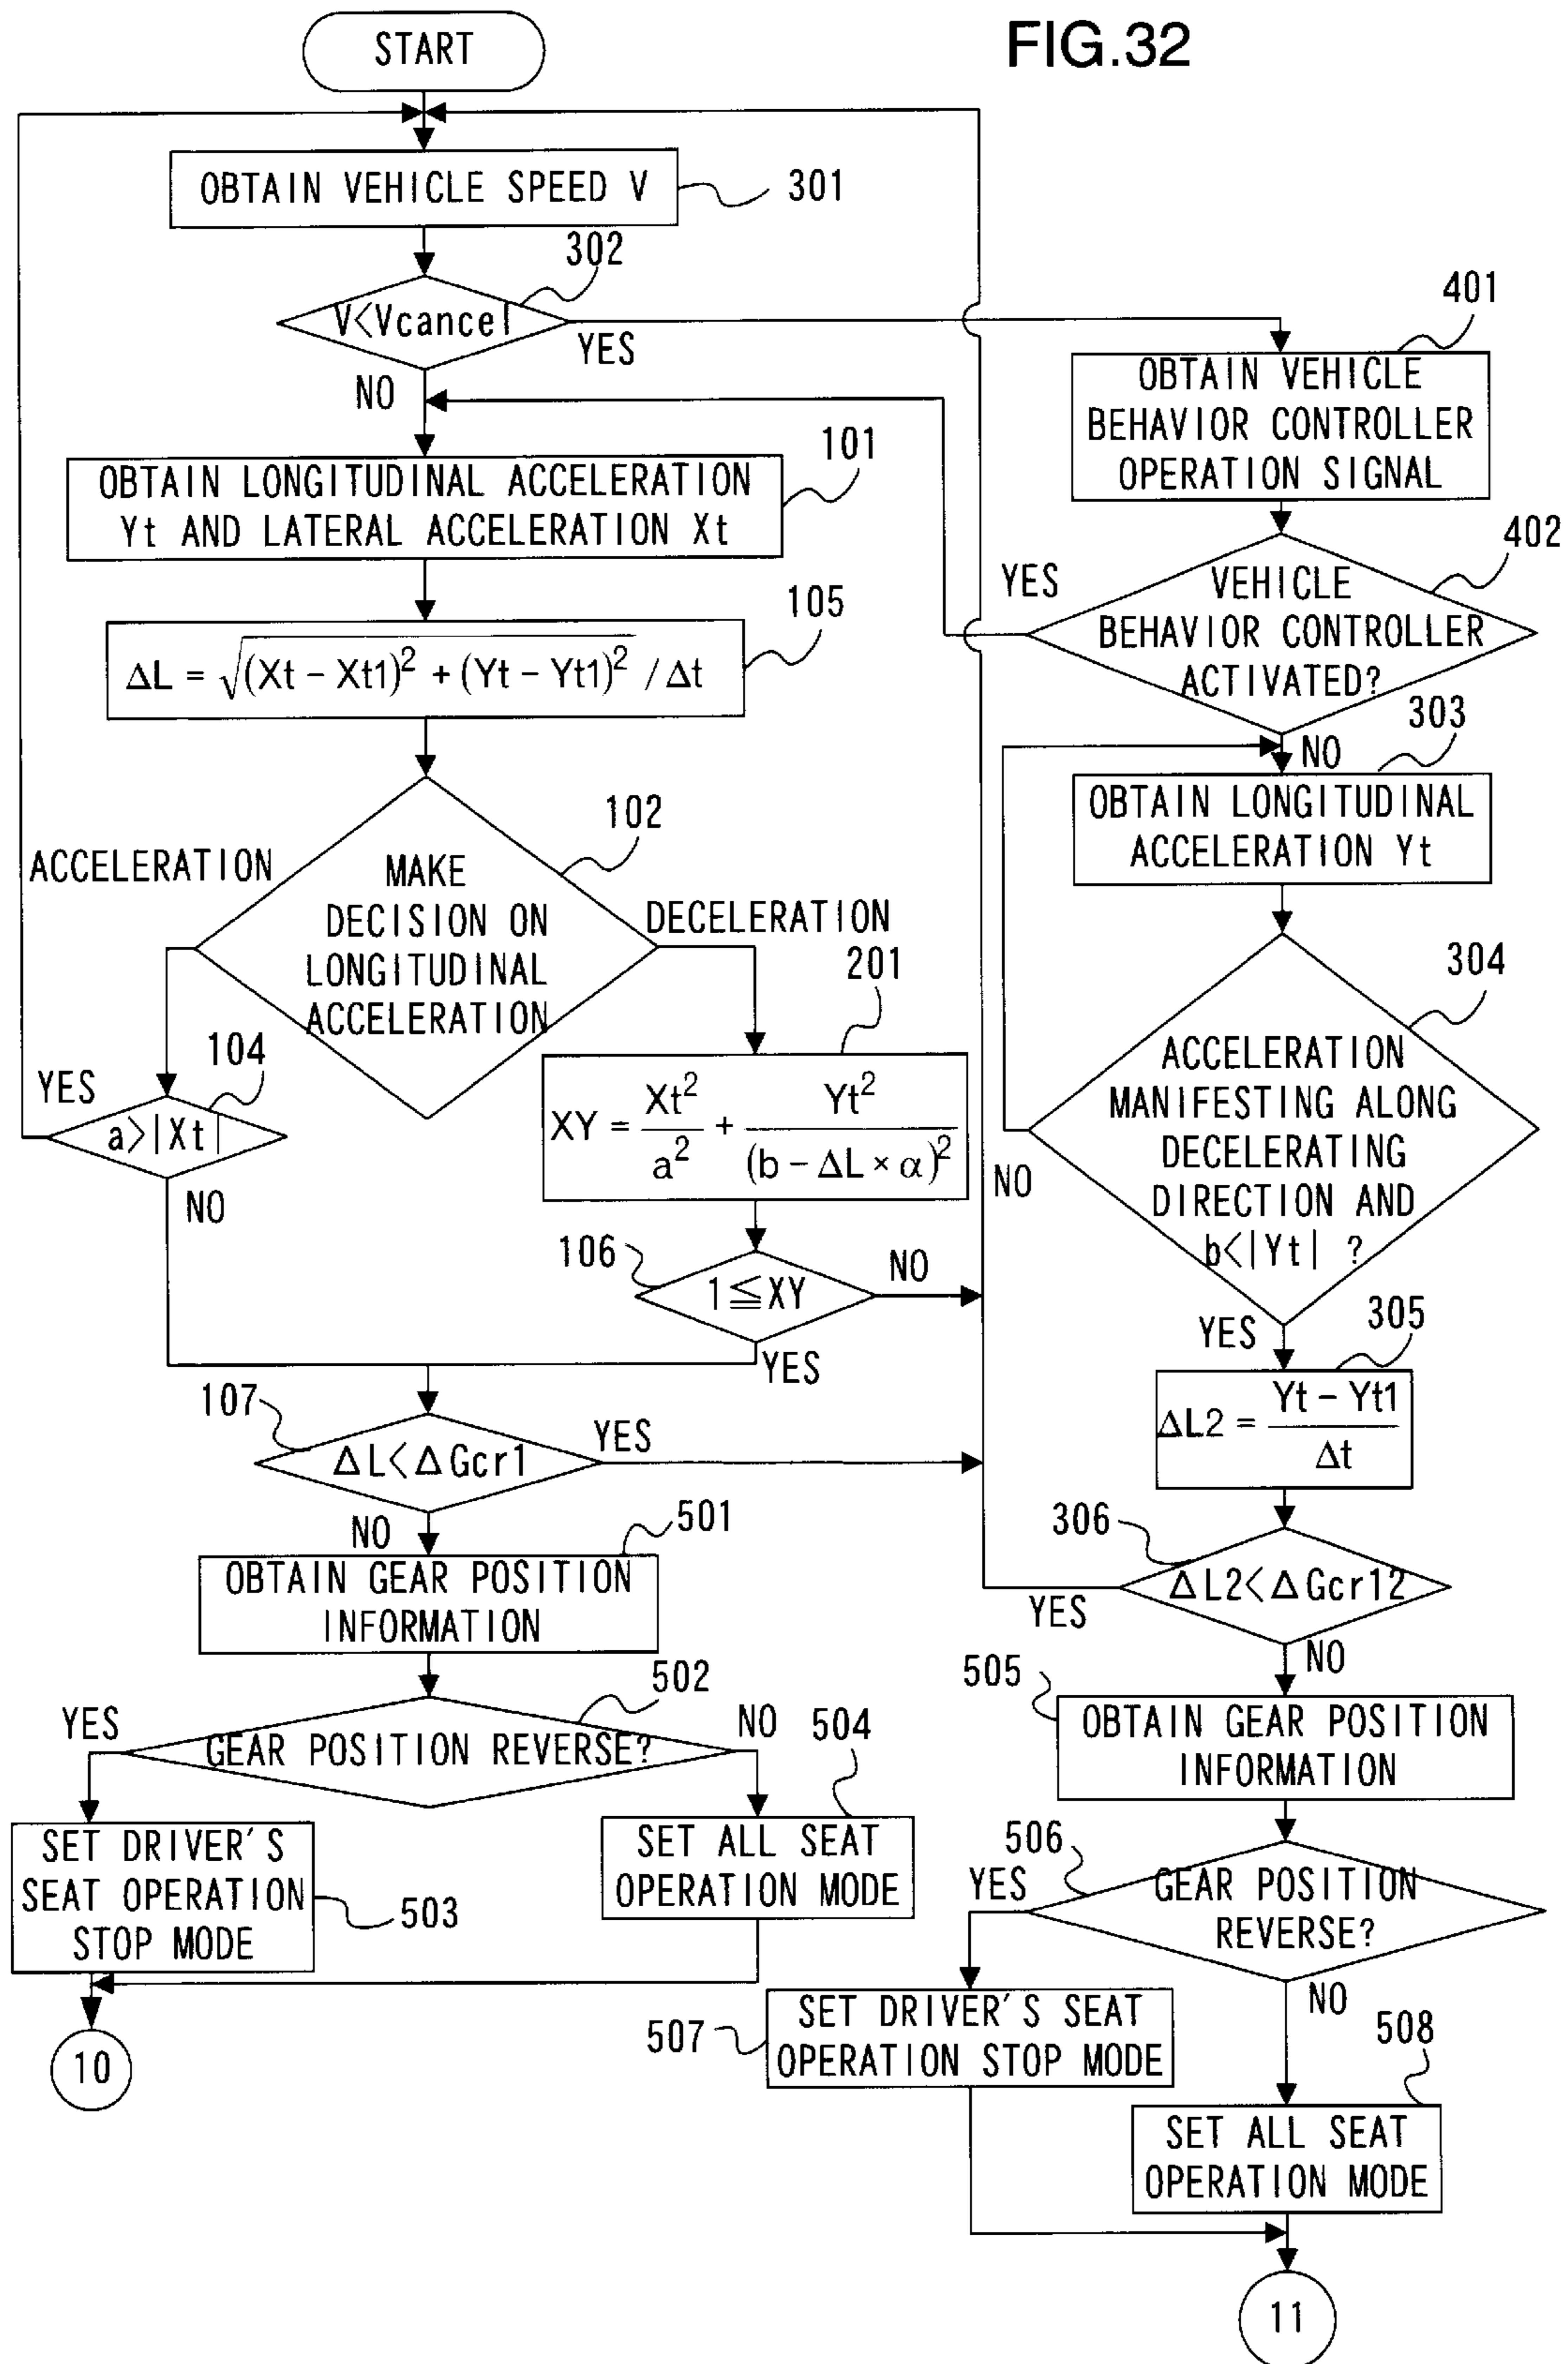 FIG.32
START
OBTAIN VEHICLE SPEED V
301
302
V<Vcancel
YES
NO
401
OBTAIN VEHICLE
BEHAVIOR CONTROLLER
OPERATION SIGNAL
101
OBTAIN LONGITUDINAL ACCELERATION
Yt AND LATERAL ACCELERATION Xt
402
YES
VEHICLE
BEHAVIOR CONTROLLER
ACTIVATED?
NO
105
ΔL = √(Xt – Xt1)² + (Yt – Yt1)² / Δt
303
OBTAIN LONGITUDINAL
ACCELERATION Yt
102
ACCELERATION
MAKE
DECISION ON
LONGITUDINAL
ACCELERATION
DECELERATION
201
XY = Xt²/a² + Yt²/(b – ΔL × α)²
104
YES
a>|Xt|
NO
304
ACCELERATION
MANIFESTING ALONG
DECELERATING
DIRECTION AND
b<|Yt| ?
NO
YES
106
1≦XY
NO
YES
305
ΔL2 = Yt – Yt1/Δt
107
ΔL<ΔGcr1
YES
NO
306
ΔL2<ΔGcr12
YES
NO
501
OBTAIN GEAR POSITION
INFORMATION
502
YES
GEAR POSITION REVERSE?
NO
504
SET DRIVER'S
SEAT OPERATION
STOP MODE
503
SET ALL SEAT
OPERATION MODE
10
505
OBTAIN GEAR POSITION
INFORMATION
506
YES
GEAR POSITION
REVERSE?
NO
507
SET DRIVER'S SEAT
OPERATION STOP MODE
508
SET ALL SEAT
OPERATION MODE
11